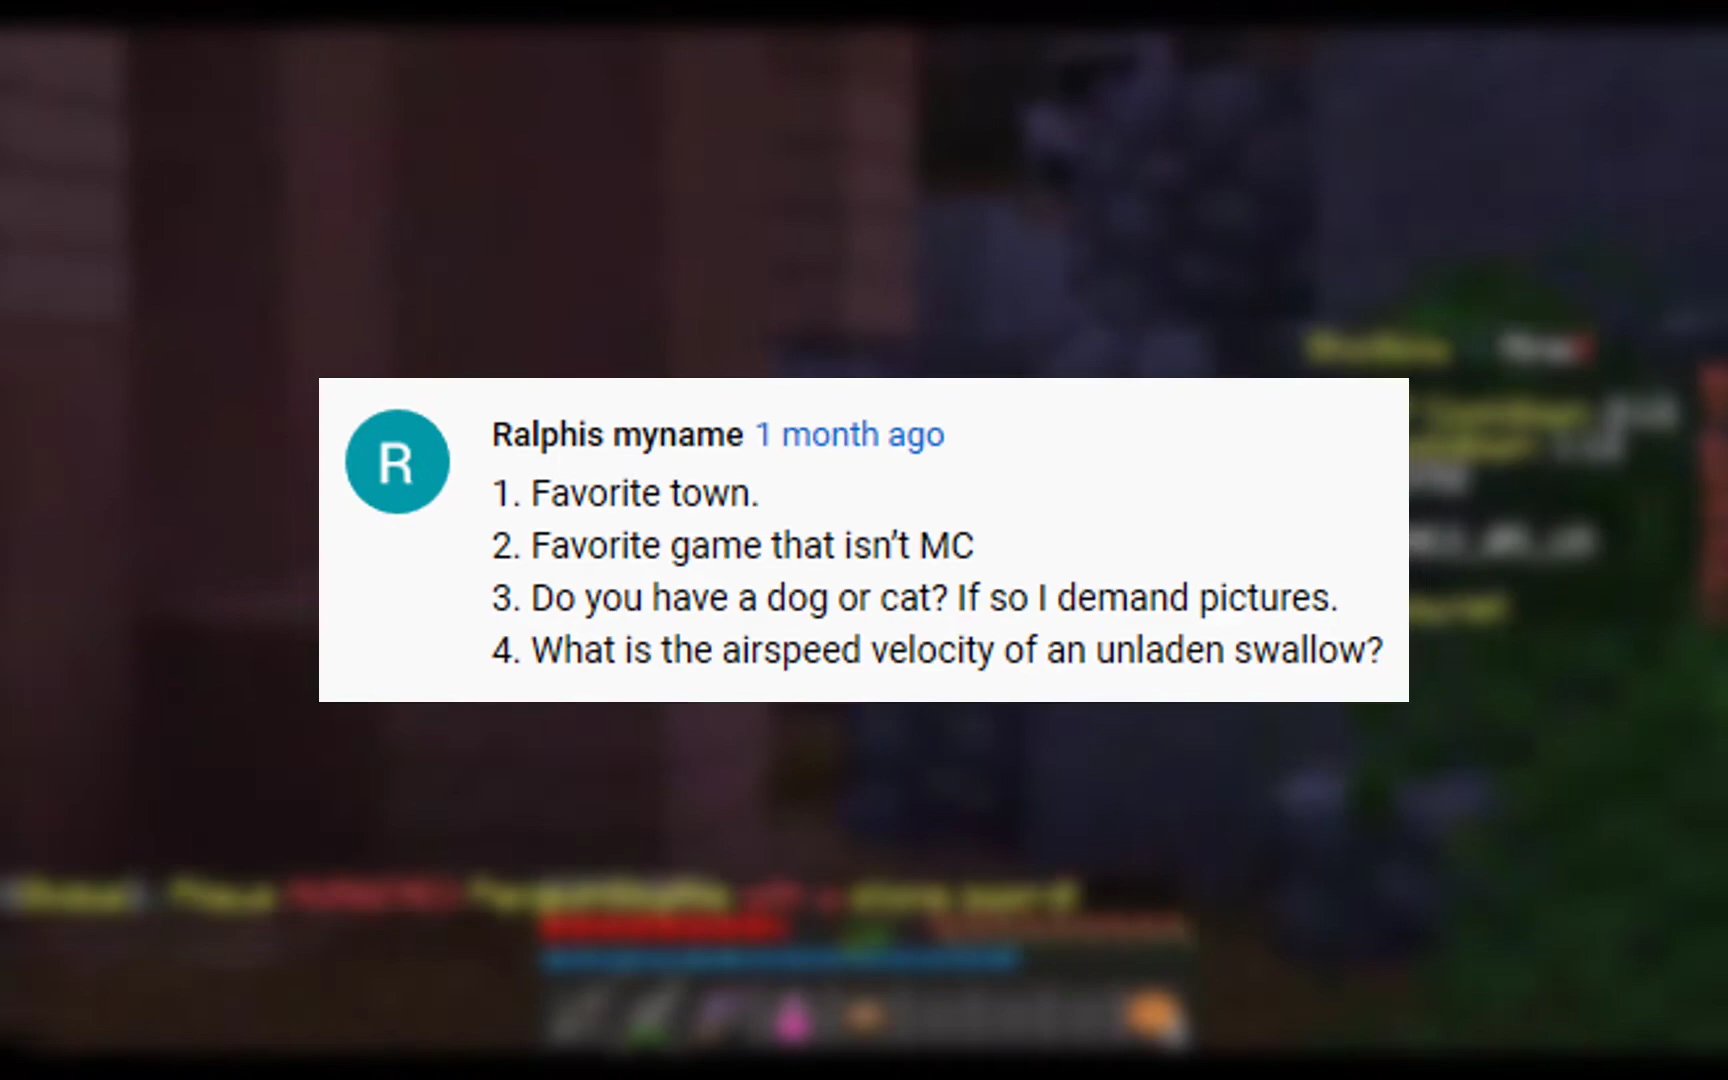 R
Ralphis myname 1 month ago
1. Favorite town.
2. Favorite game that isn’t MC
3. Do you have a dog or cat? If so I demand pictures.
4. What is the airspeed velocity of an unladen swallow?